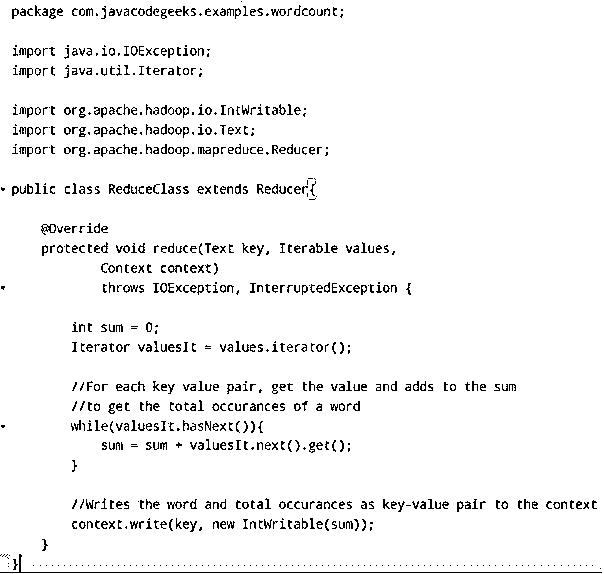 package com.javacodegeeks.examples.wordcount;
import java.io.IOException;
import java.util.Iterator;
import org.apache.hadoop.io.IntWritable;
import org.apache.hadoop.io.Text;
import org.apache.hadoop.mapreduce.Reducer;
public class ReduceClass extends Reducer{
@Override
protected void reduce(Text key, Iterable values,
Context context)
throws IOException, InterruptedException {
int sum = 0;
Iterator valuesIt = values.iterator();
//For each key value pair, get the value and adds to the sum
//to get the total occurances of a word
while(valuesIt.hasNext()){
sum = sum + valuesIt.next().get();
}
//Writes the word and total occurances as key-value pair to the context
context.write(key, new IntWritable(sum));
}
}